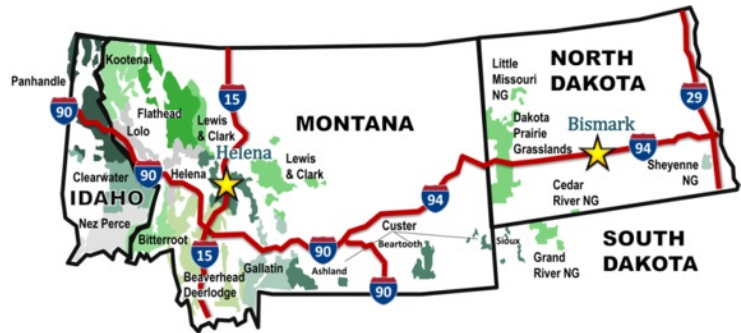 Kootenai
Panhandle
90
Flathead
Lolo
15
Lewis
& Clark
MONTANA
Helena
Lewis
& Clark
90
Helena
Clearwater
IDAHO
Nez Perce
Bitterroot
15
Beaverhead
Deerlodge
Gallatin
90
Ashland
Custer
Beartooth
Sioux
90
94
NORTH
DAKOTA
Little
Missouri
NG
Dakota
Prairie
Grasslands
Bismark
29
94
Sheyenne
NG
Cedar
River NG
SOUTH
DAKOTA
Grand
River NG